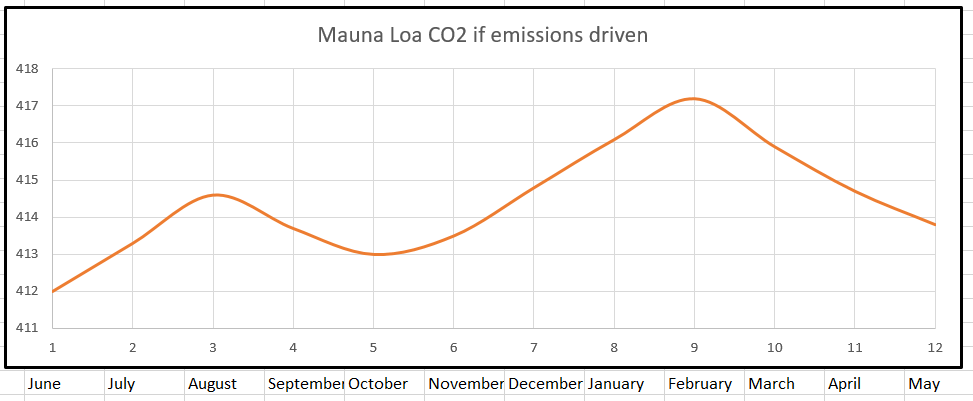 Mauna Loa CO2 if emissions driven
418
417
416
415
414
413
412
411
1 2 3 4 5 6 7 8 9 10 11 12
June July August September October November December January February March April May